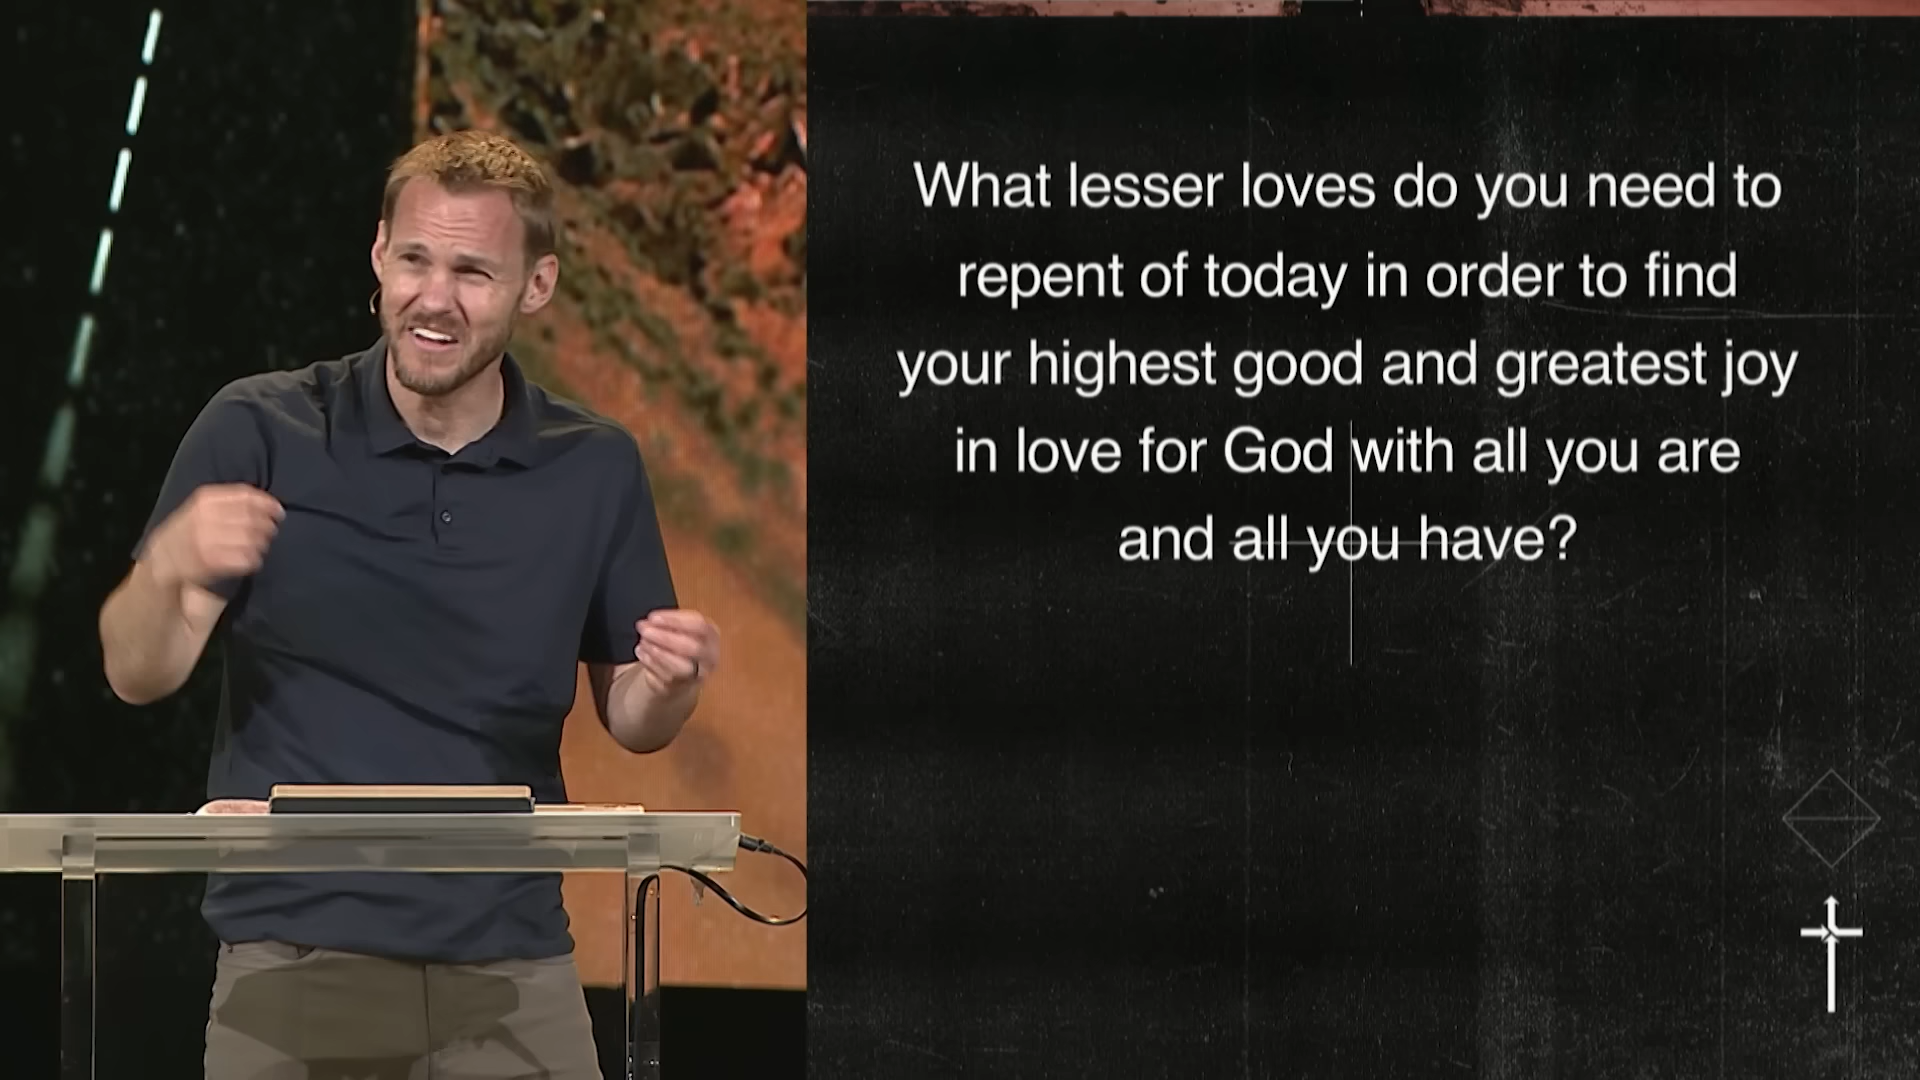 What lesser loves do you need to
repent of today in order to find
your highest good and greatest joy
in love for God with all you are
and all you have?